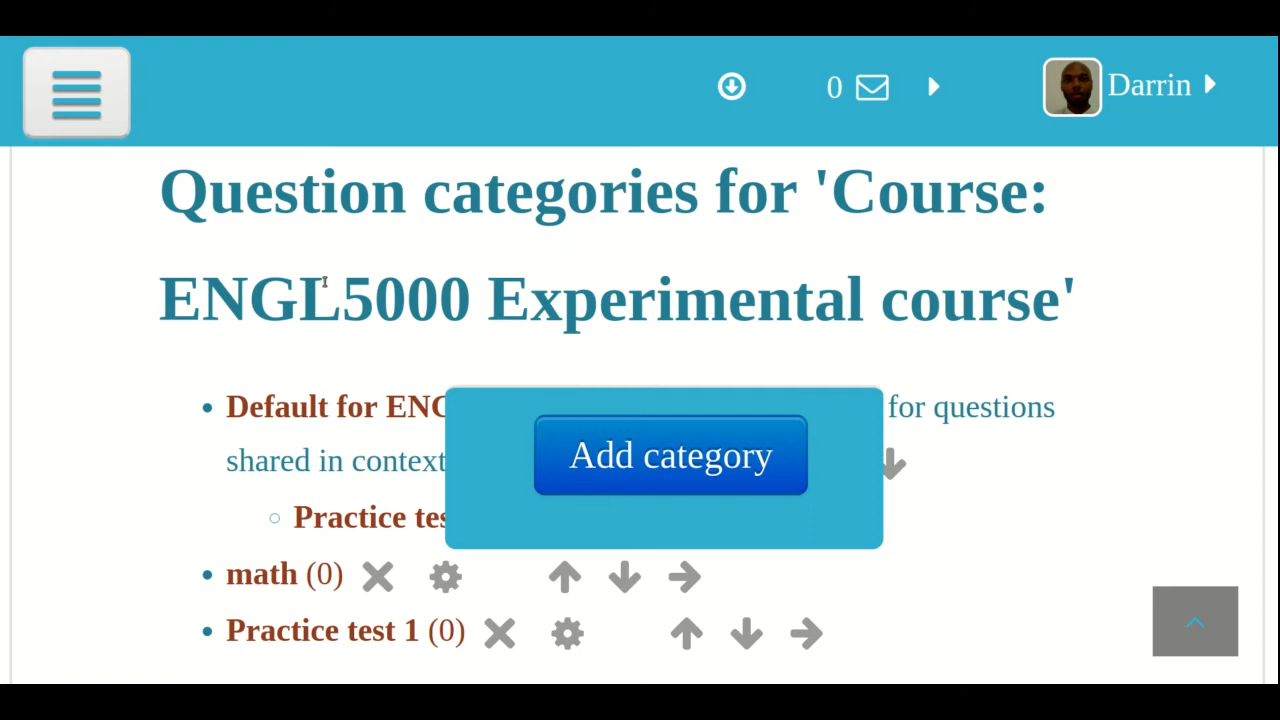 0
Darrin
Question categories for 'Course:
ENGL5000 Experimental course'
Default for ENG for questions
shared in context
Add category
Practice tes
math (0)
Practice test 1 (0)